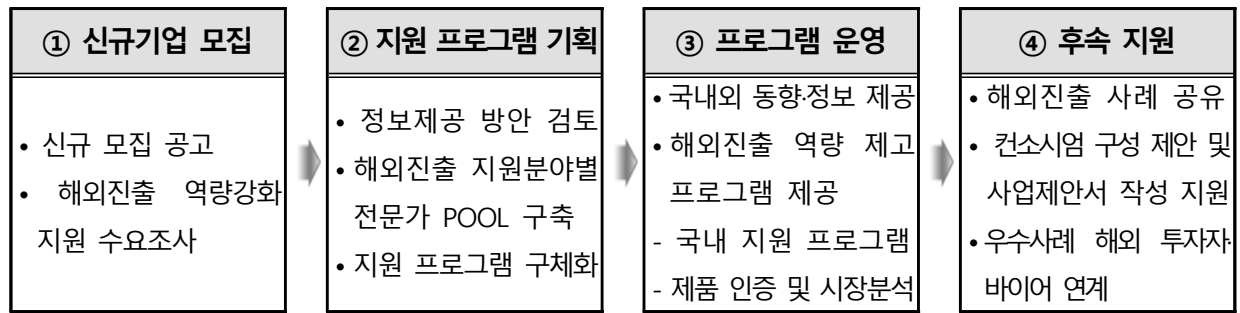 ① 신규기업 모집
• 신규 모집 공고
• 해외진출 역량강화
지원 수요조사
② 지원 프로그램 기획
• 정보제공 방안 검토
• 해외진출 지원분야별
전문가 POOL 구축
• 지원 프로그램 구체화
③ 프로그램 운영
• 국내외 동향·정보 제공
• 해외진출 역량 제고
프로그램 제공
- 국내 지원 프로그램
- 제품 인증 및 시장분석
④ 후속 지원
• 해외진출 사례 공유
• 컨소시엄 구성 제안 및
사업제안서 작성 지원
• 우수사례 해외 투자자·
바이어 연계